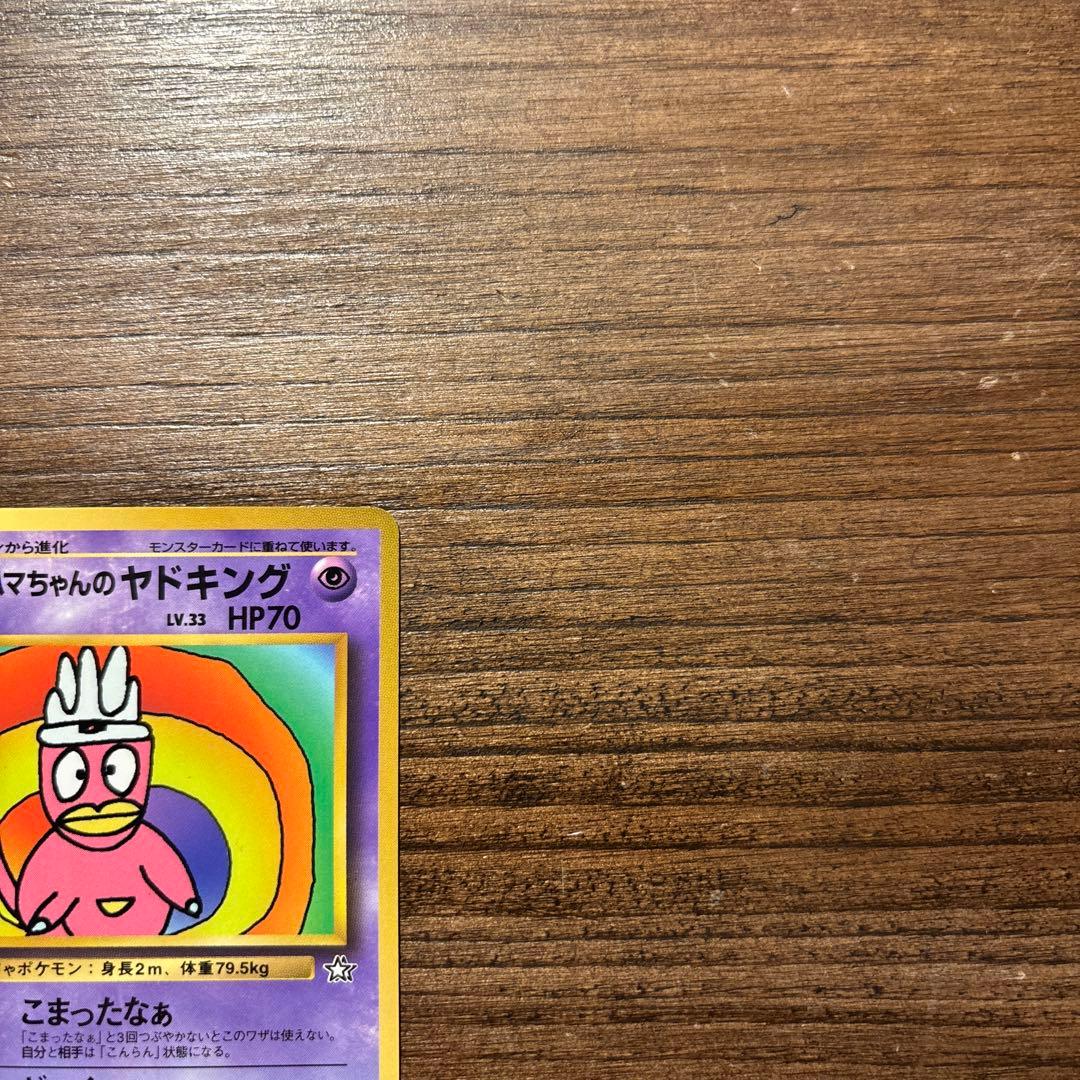 ンから進化
モンスターカードに重ねて使います。
マちゃんのヤドキング
LV.33 HP70
ゃポケモン：身長2m、体重79.5kg
こまったなぁ
「こまったなぁ」と3回つぶやかないとこのワザは使えない。
自分と相手は「こんらん」状態になる。